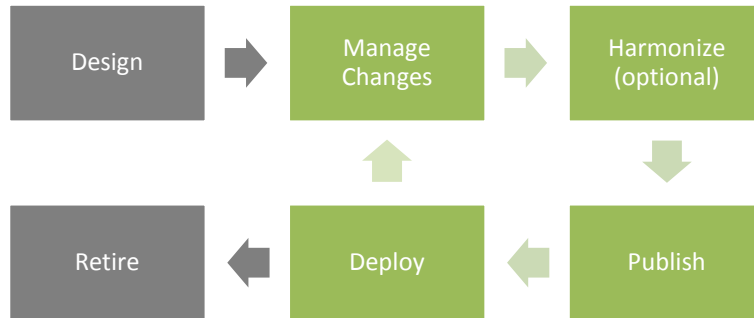 Design
Manage
Changes
Harmonize
(optional)
Retire
Deploy
Publish